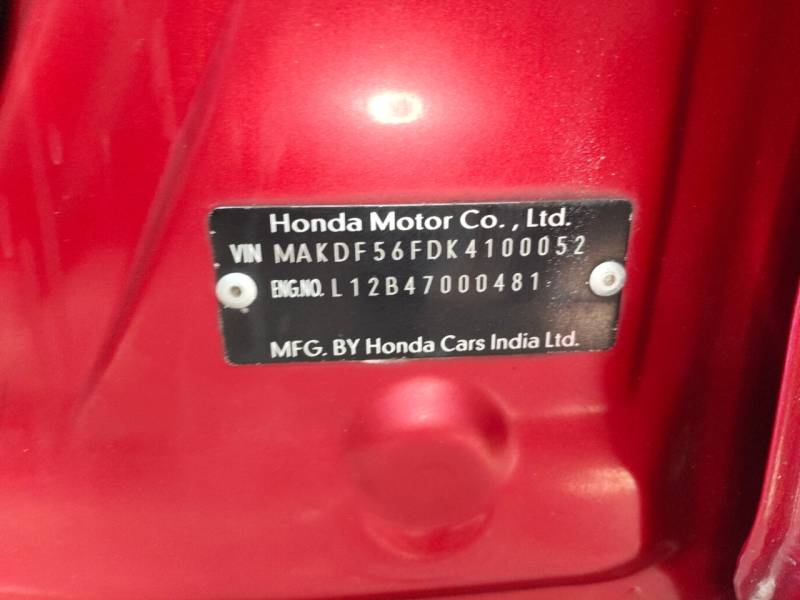 Honda Motor Co., Ltd.
VIN MAKDF56FDK4100052
ENG.NO. L12B47000481
MFG. BY Honda Cars India Ltd.